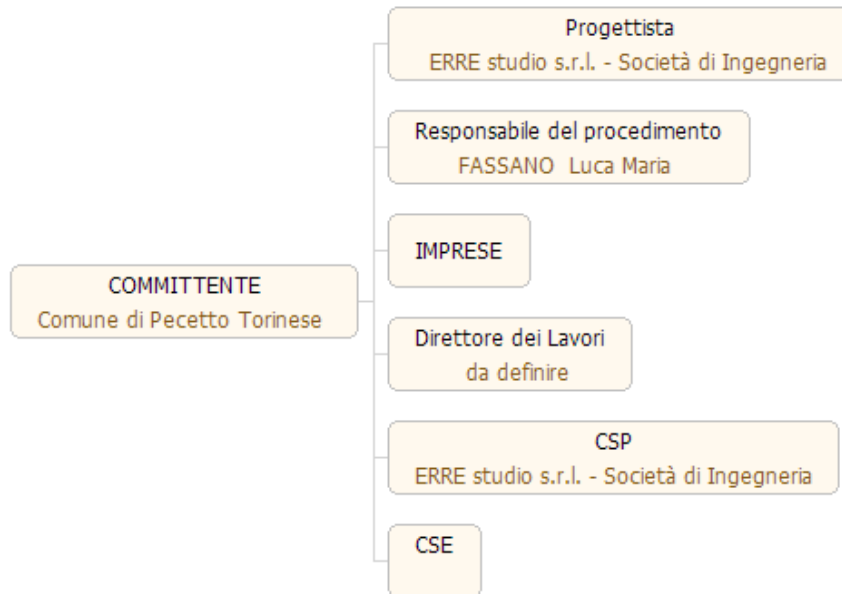 Progettista
ERRE studio s.r.l. - Società di Ingegneria
Responsabile del procedimento
FASSANO Luca Maria
IMPRESE
COMMITTENTE
Comune di Pecetto Torinese
Direttore dei Lavori
da definire
CSP
ERRE studio s.r.l. - Società di Ingegneria
CSE